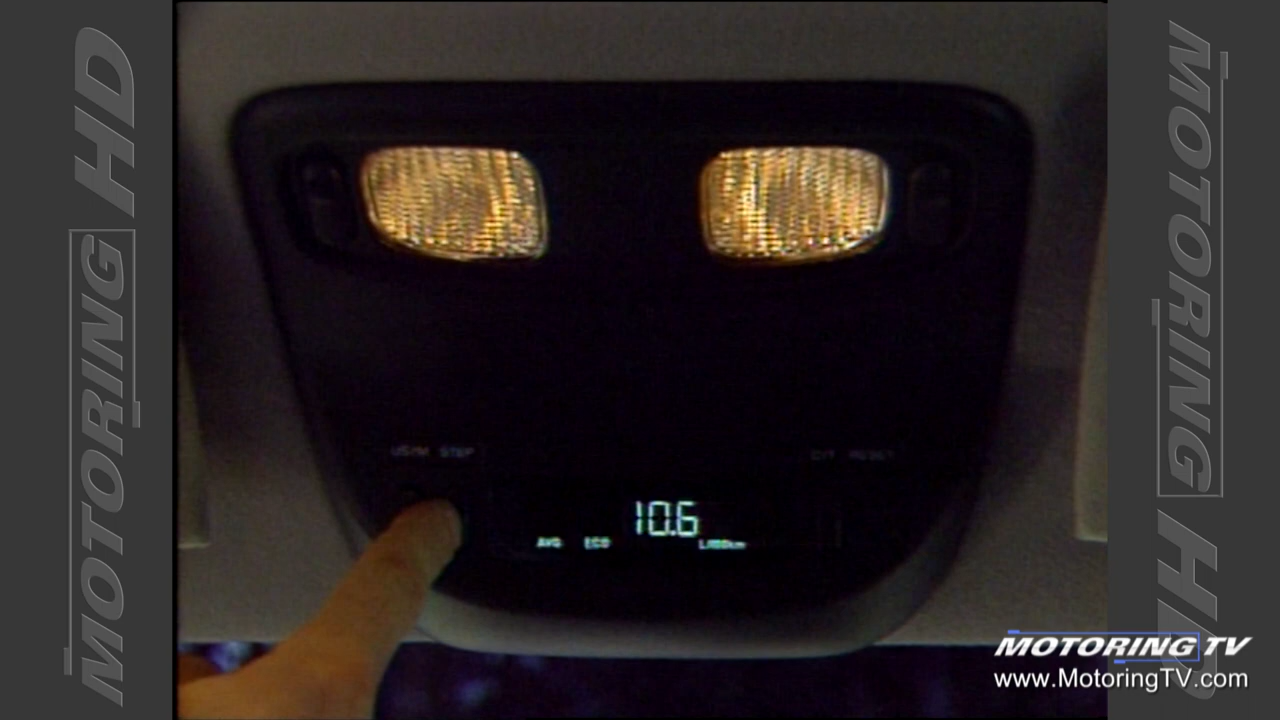 MOTORING HD
US/M STEP
C/T RESET
10.6
AVG ECO L/100km
MOTORING HD
MOTORING TV
www.MotoringTV.com